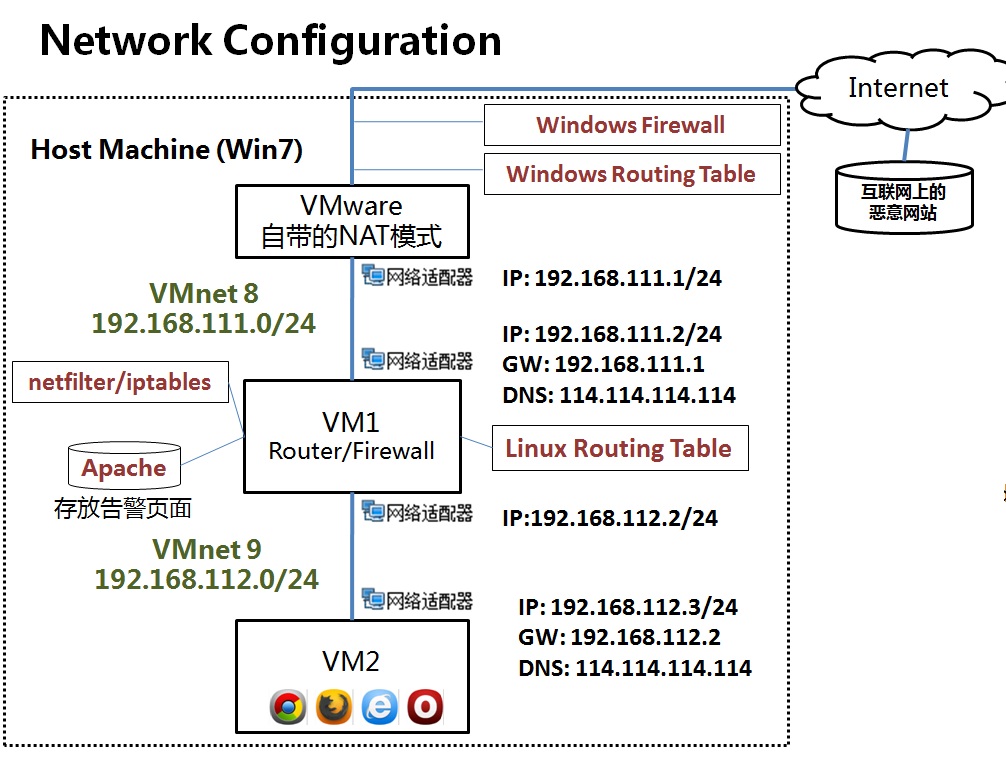 Network Configuration
Internet
Windows Firewall
Host Machine (Win7)
Windows Routing Table
互联网上的
恶意网站
VMware
自带的NAT模式
网络适配器
IP: 192.168.111.1/24
VMnet 8
192.168.111.0/24
网络适配器
IP: 192.168.111.2/24
GW: 192.168.111.1
DNS: 114.114.114.114
netfilter/iptables
VM1
Router/Firewall
Linux Routing Table
Apache
存放告警页面
网络适配器
IP:192.168.112.2/24
VMnet 9
192.168.112.0/24
网络适配器
IP: 192.168.112.3/24
GW: 192.168.112.2
DNS: 114.114.114.114
VM2